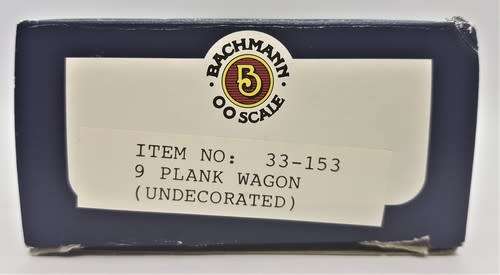 BACHMANN
B
OO SCALE
ITEM NO: 33-153
9 PLANK WAGON
(UNDECORATED)